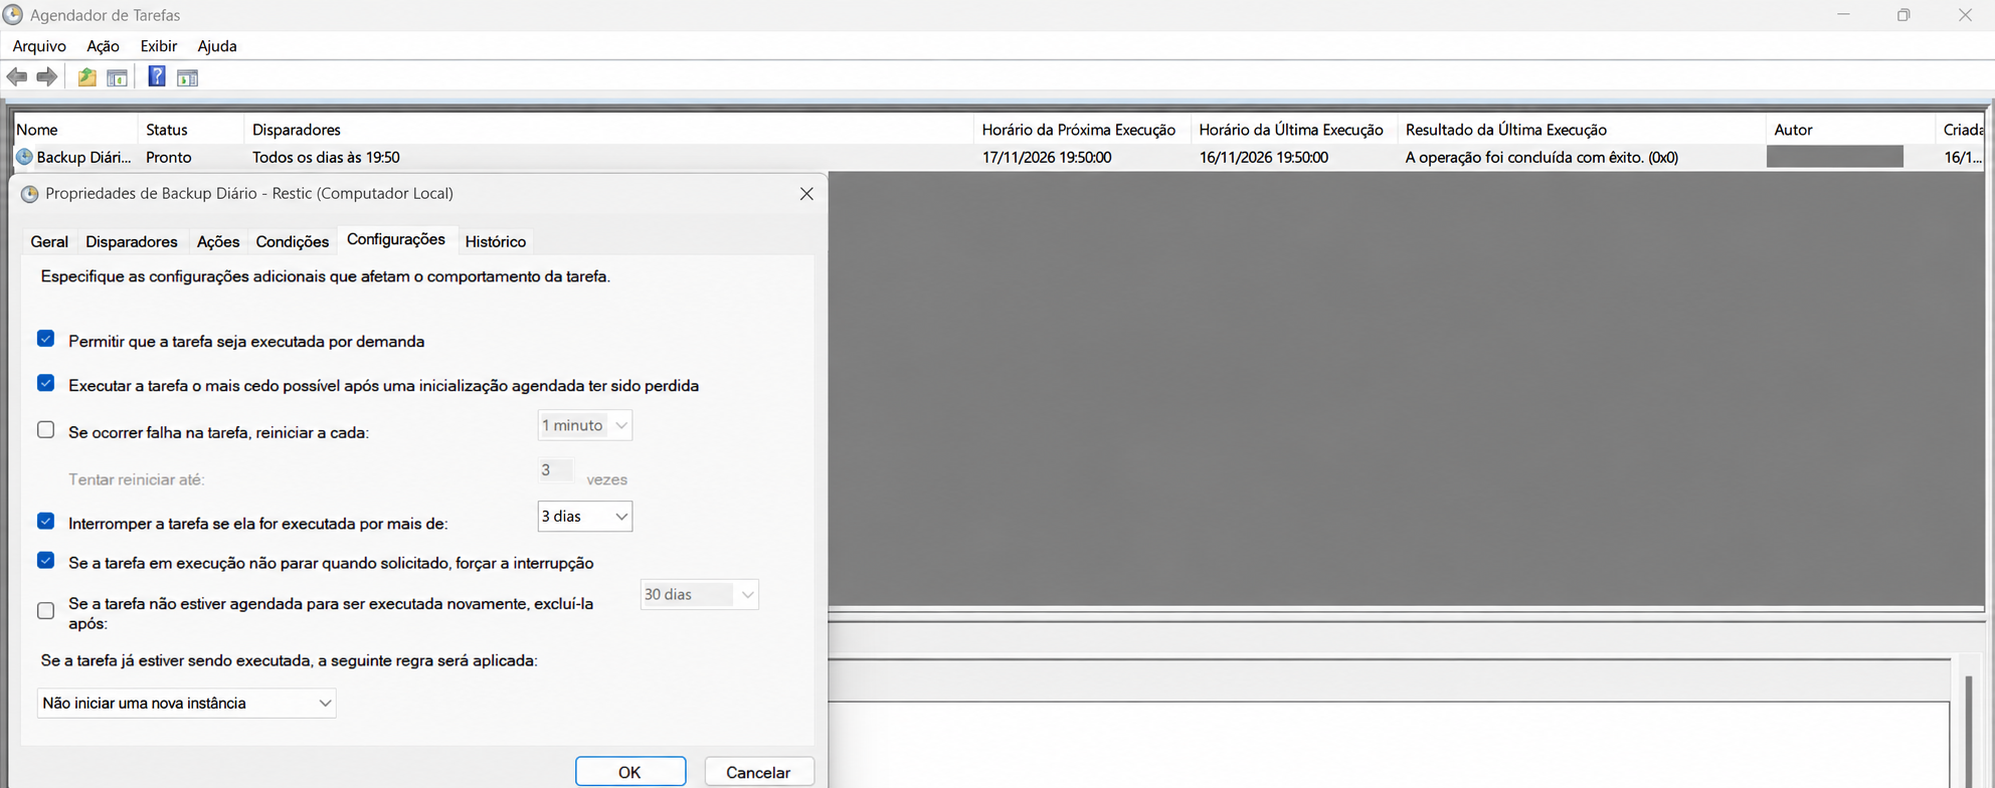 Agendador de Tarefas
Arquivo Ação Exibir Ajuda
Nome Status Disparadores Horário da Próxima Execução Horário da Última Execução Resultado da Última Execução Autor Criada
Backup Diári... Pronto Todos os dias às 19:50 17/11/2026 19:50:00 16/11/2026 19:50:00 A operação foi concluída com êxito. (0x0) 16/1...
Propriedades de Backup Diário - Restic (Computador Local)
Geral Disparadores Ações Condições Configurações Histórico
Especifique as configurações adicionais que afetam o comportamento da tarefa.
Permitir que a tarefa seja executada por demanda
Executar a tarefa o mais cedo possível após uma inicialização agendada ter sido perdida
Se ocorrer falha na tarefa, reiniciar a cada: 1 minuto
Tentar reiniciar até: 3 vezes
Interromper a tarefa se ela for executada por mais de: 3 dias
Se a tarefa em execução não parar quando solicitado, forçar a interrupção
Se a tarefa não estiver agendada para ser executada novamente, excluí-la 30 dias
após:
Se a tarefa já estiver sendo executada, a seguinte regra será aplicada:
Não iniciar uma nova instância
OK Cancelar